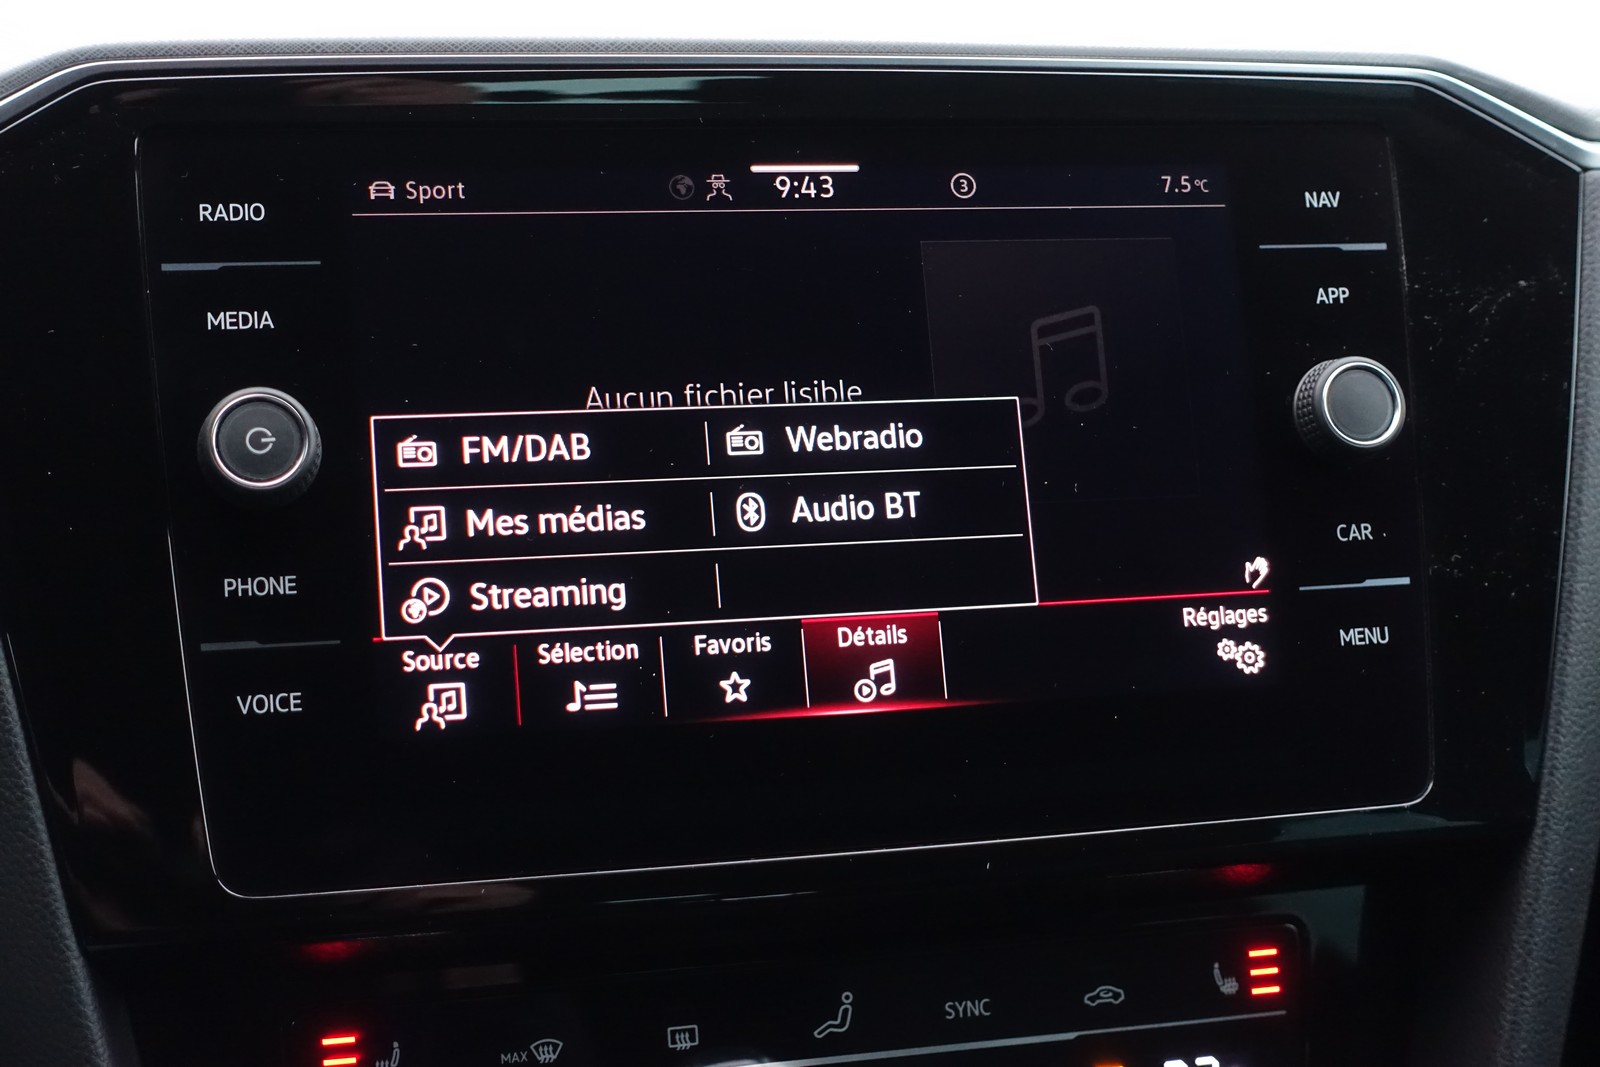 RADIO
MEDIA
PHONE
VOICE
Sport
9:43
3
7.5°C
Aucun fichier lisible
FM/DAB
Webradio
Mes médias
Audio BT
Streaming
Source
Sélection
Favoris
Détails
Réglages
NAV
APP
CAR
MENU
MAX
SYNC